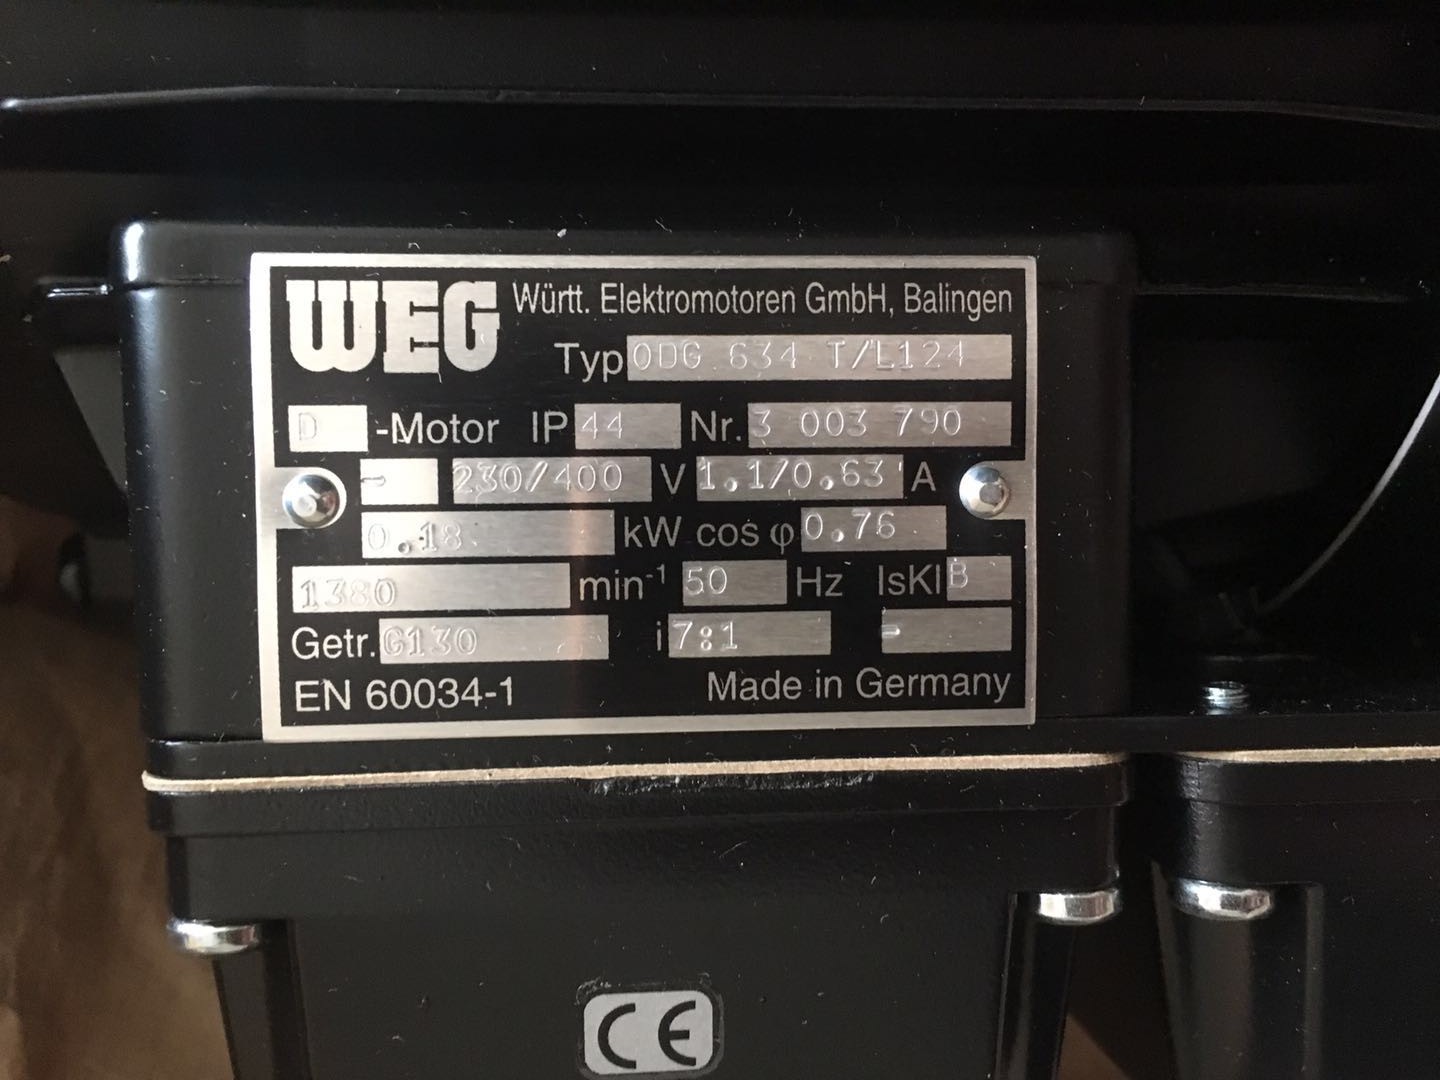 WEG Württ. Elektromotoren GmbH, Balingen
Typ ODG 634 T/L124
D -Motor IP 44 Nr. 3 003 790
~ 230/400 V 1.1/0.63 A
0.18 kW cos φ 0.76
1380 min⁻¹ 50 Hz IsKl B
Getr. G130 i 7:1 -
EN 60034-1 Made in Germany
CE